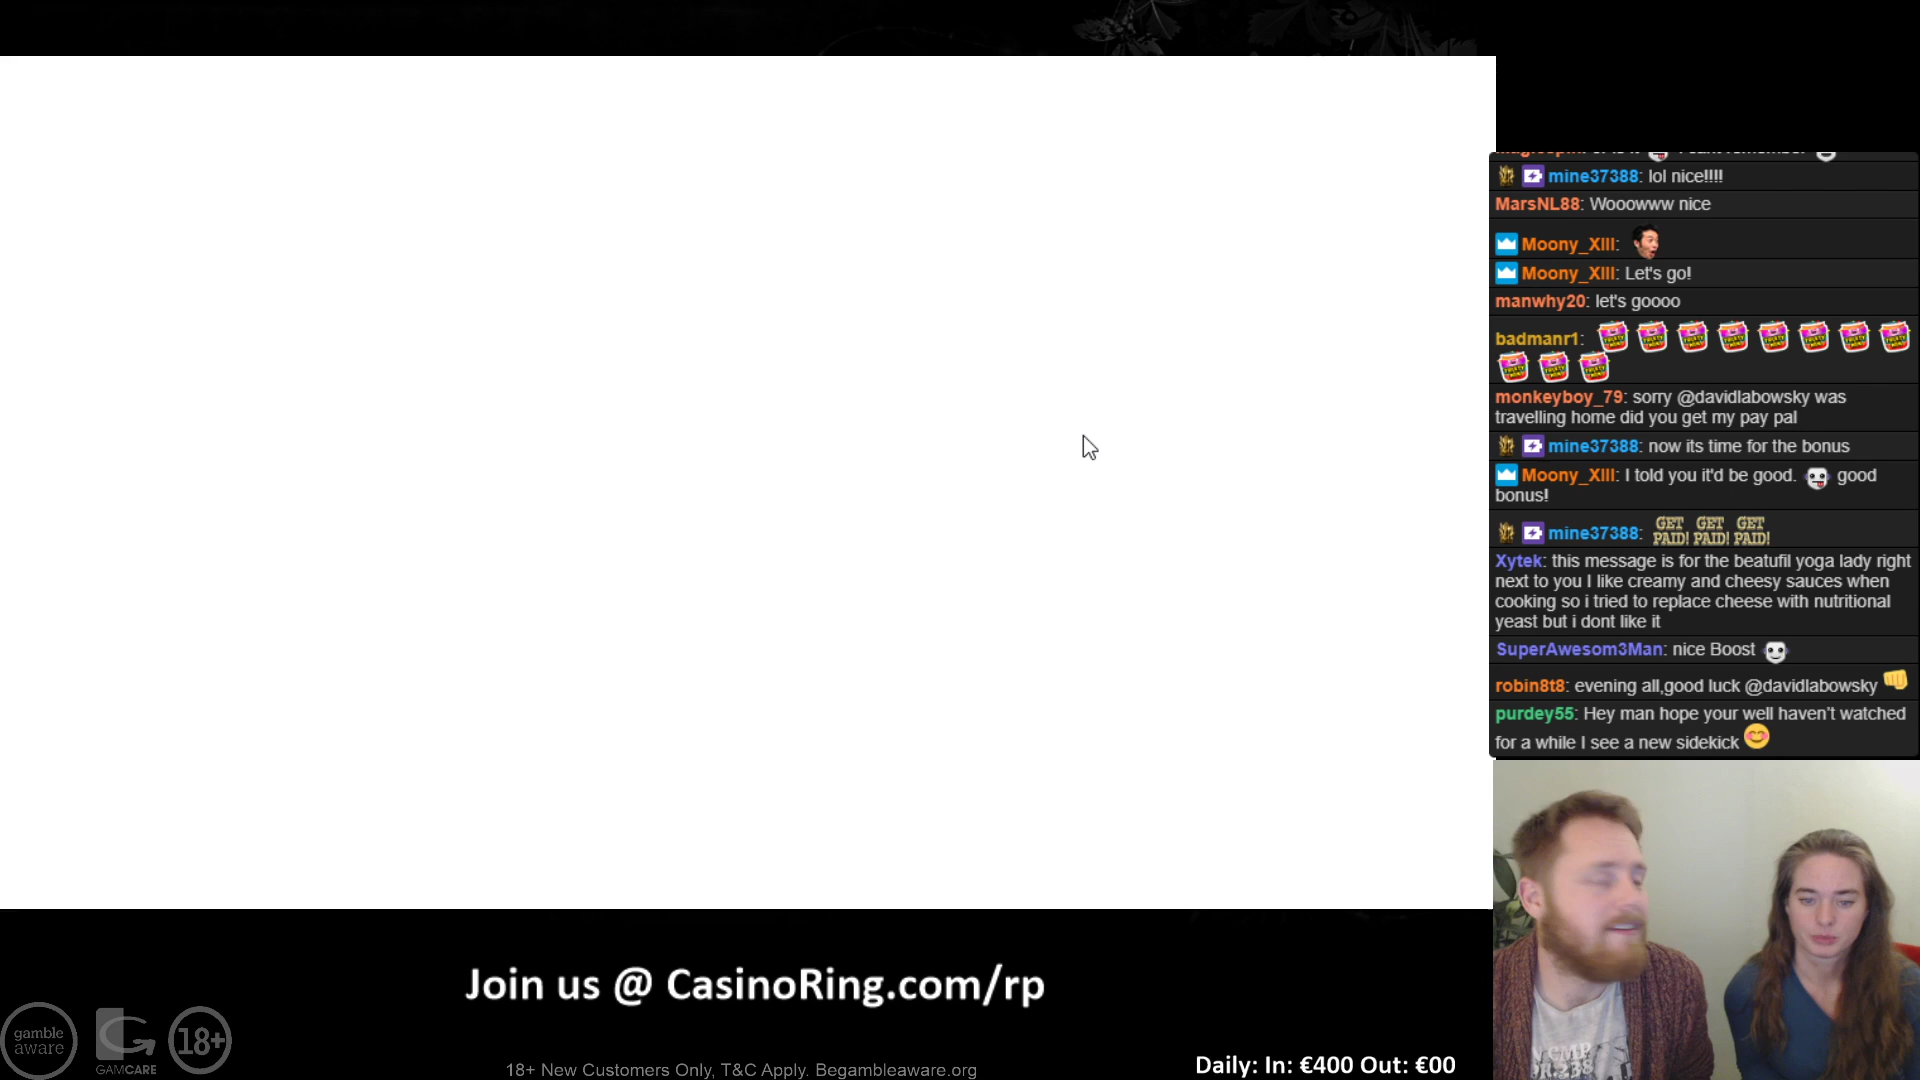 mine37388: lol nice!!!!
MarsNL88: Wooowww nice
Moony_XIII:
Moony_XIII: Let's go!
manwhy20: let's goooo
badmanr1:
monkeyboy_79: sorry @davidlabowsky was
travelling home did you get my pay pal
mine37388: now its time for the bonus
Moony_XIII: I told you it'd be good. good
bonus!
mine37388: GET PAID! GET PAID! GET PAID!
Xytek: this message is for the beatufil yoga lady right
next to you I like creamy and cheesy sauces when
cooking so i tried to replace cheese with nutritional
yeast but i dont like it
SuperAwesom3Man: nice Boost
robin8t8: evening all,good luck @davidlabowsky
purdey55: Hey man hope your well haven't watched
for a while I see a new sidekick
Join us @ CasinoRing.com/rp
gamble
aware
GAMCARE
18+
18+ New Customers Only, T&C Apply. Begambleaware.org
Daily: In: €400 Out: €00